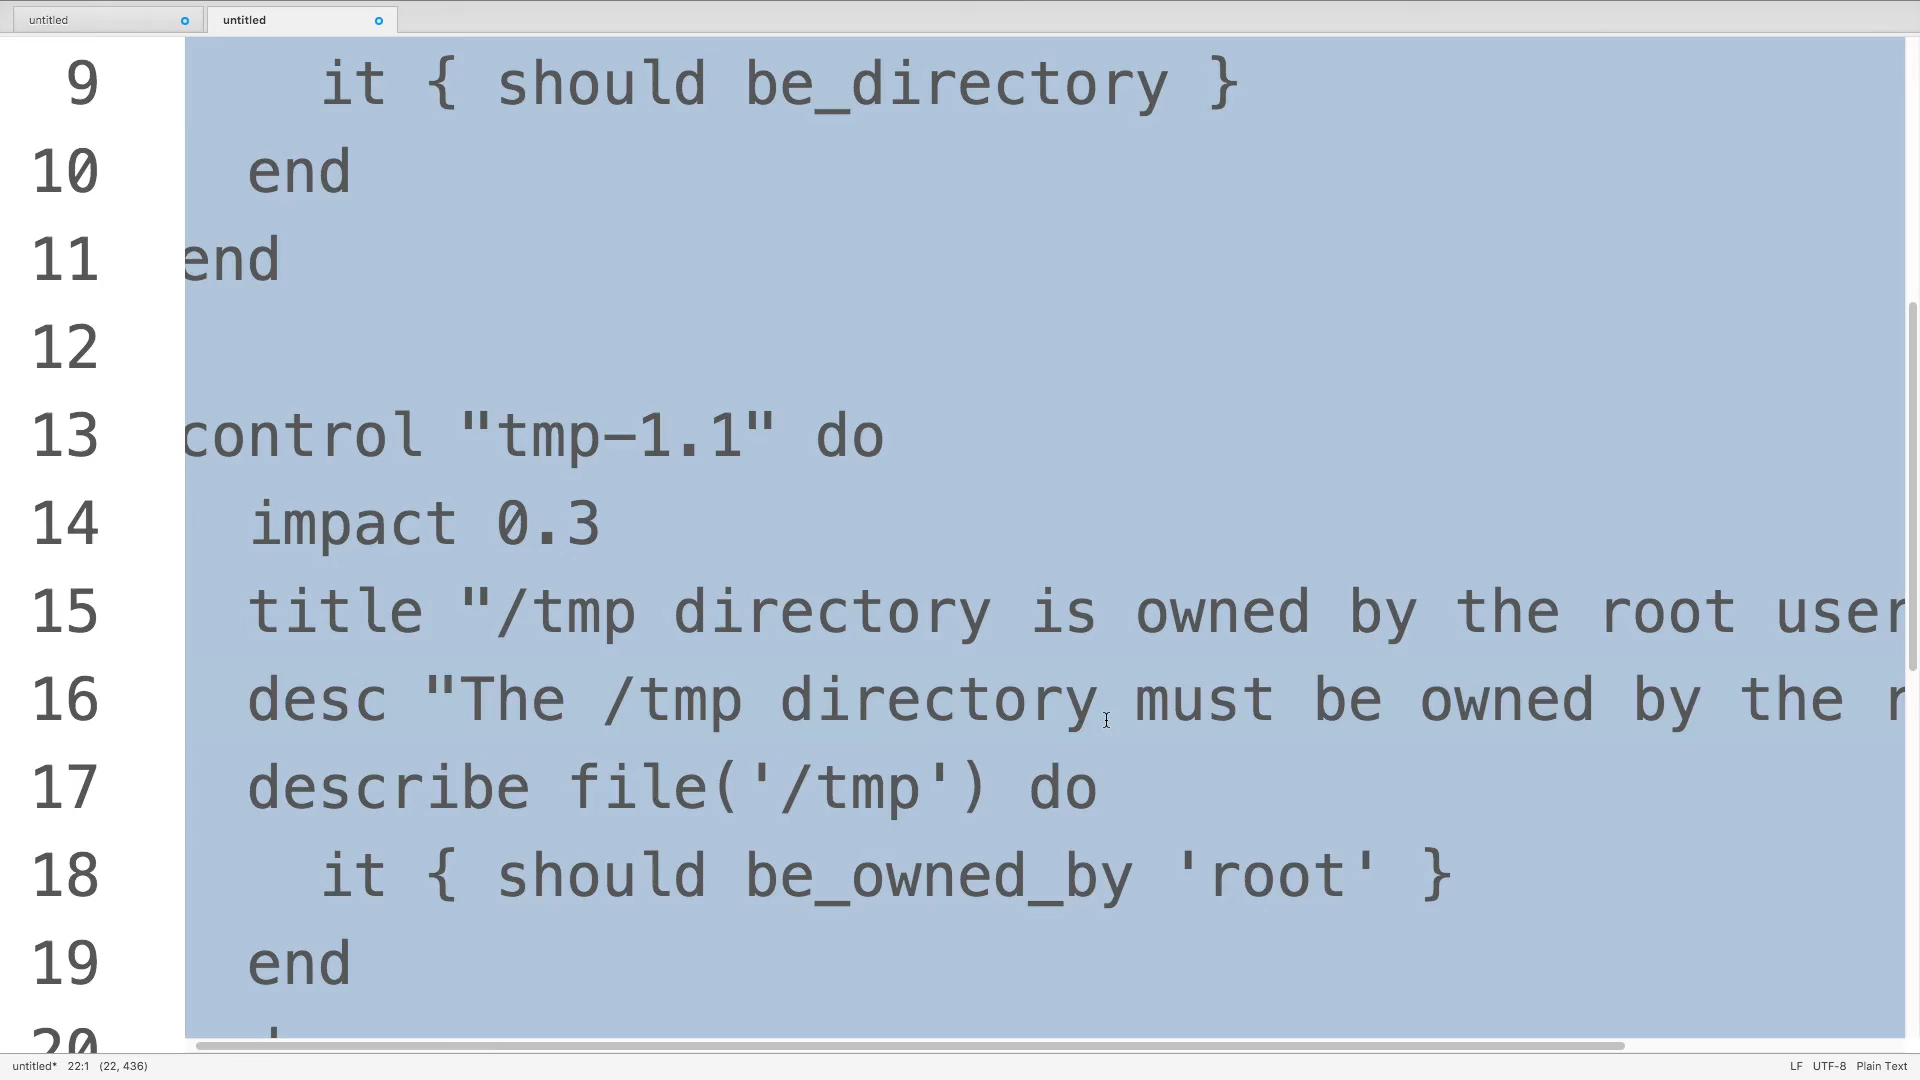 untitled
untitled
9 it { should be_directory }
10 end
11 end
12
13 control "tmp-1.1" do
14 impact 0.3
15 title "/tmp directory is owned by the root user
16 desc "The /tmp directory must be owned by the
17 describe file('/tmp') do
18 it { should be_owned_by 'root' }
19 end
20
untitled* 22:1 (22, 436)
LF UTF-8 Plain Text